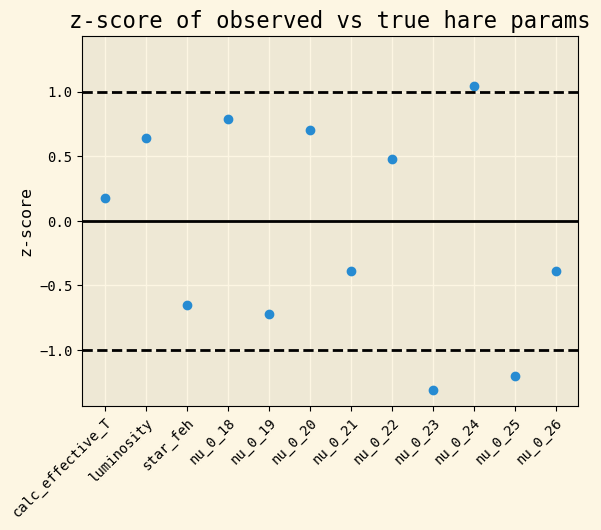 z-score of observed vs true hare params
z-score
1.0
0.5
0.0
−0.5
−1.0
calc_effective_T
luminosity
star_feh
nu_0_18
nu_0_19
nu_0_20
nu_0_21
nu_0_22
nu_0_23
nu_0_24
nu_0_25
nu_0_26